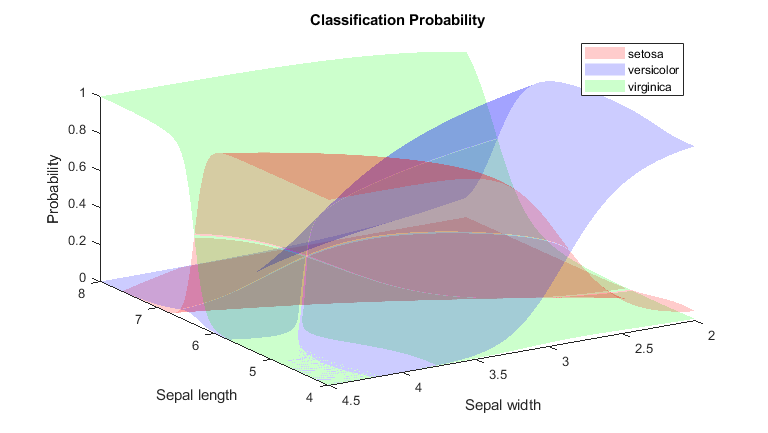 Classification Probability
setosa
versicolor
virginica
Probability
1
0.8
0.6
0.4
0.2
0
8
7
6
5
4
Sepal length
4.5
4
3.5
3
2.5
2
Sepal width